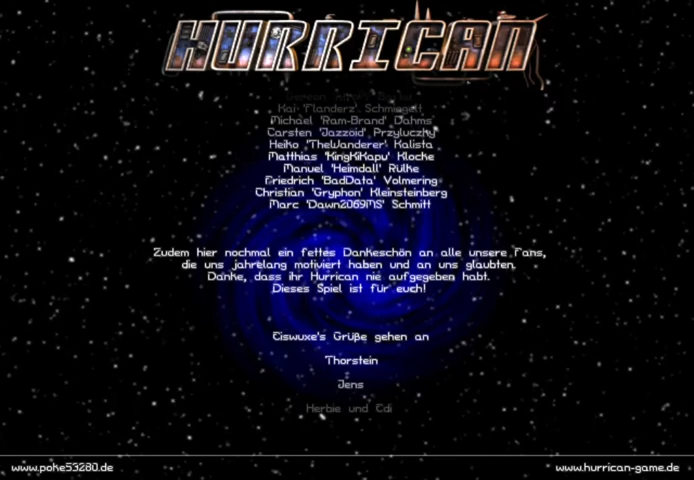 HURRICAN
Kai 'Flanderz' Schmingelt
Michael 'Ram-Brand' Dahms
Carsten 'Jazzoid' Przyluczky
Heiko 'TheWanderer' Kalista
Matthias 'KingKiKapu' Klocke
Manuel 'Heimdall' Rülke
Friedrich 'BadData' Volmering
Christian 'Gryphon' Kleinsteinberg
Marc 'Dawn2069MS' Schmitt
Zudem hier nochmal ein fettes Dankeschön an alle unsere Fans,
die uns jahrelang motiviert haben und an uns glaubten.
Danke, dass ihr Hurrican nie aufgegeben habt.
Dieses Spiel ist für euch!
Eiswuxe's Grüße gehen an
Thorstein
Jens
Herbie und Edi
www.poke53280.de
www.hurrican-game.de